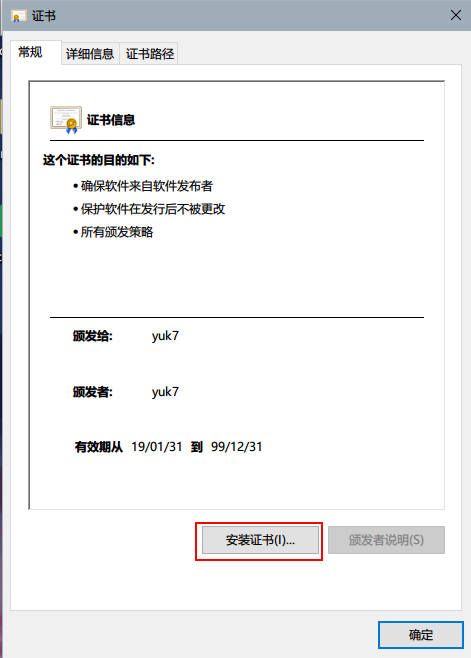 证书
常规 详细信息 证书路径
证书信息
这个证书的目的如下:
• 确保软件来自软件发布者
• 保护软件在发行后不被更改
• 所有颁发策略
颁发给: yuk7
颁发者: yuk7
有效期从 19/01/31 到 99/12/31
安装证书(I)... 颁发者说明(S)
确定